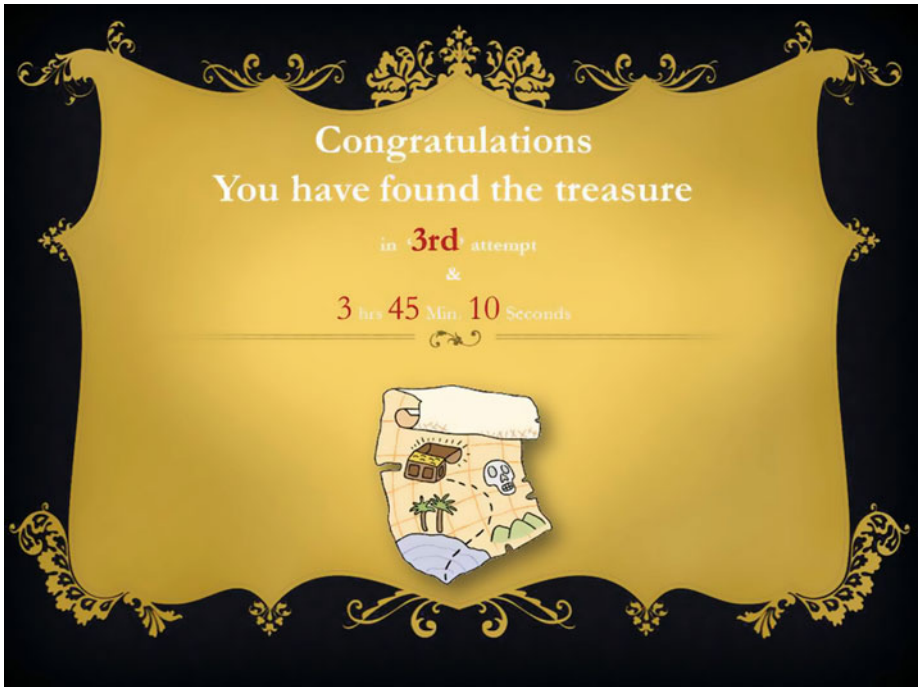 Congratulations
You have found the treasure
in '3rd' attempt
&
3 hrs 45 Min. 10 Seconds